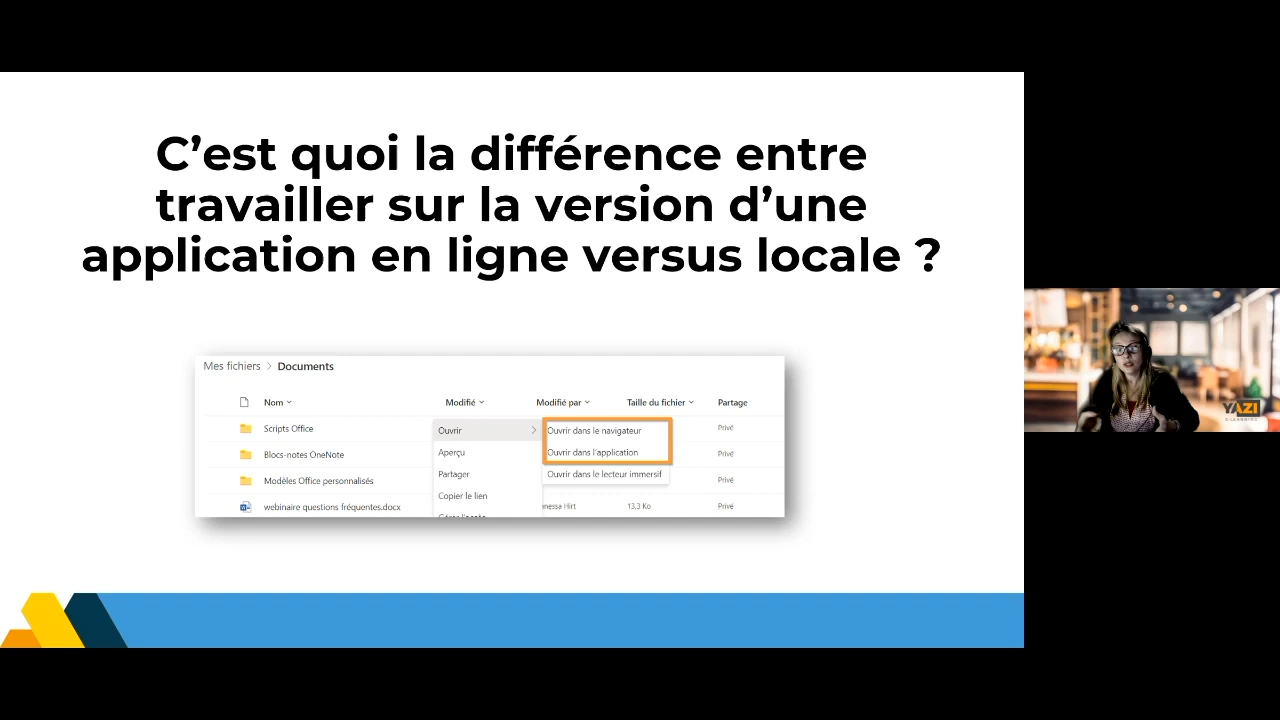 C’est quoi la différence entre
travailler sur la version d’une
application en ligne versus locale ?
Mes fichiers > Documents
Nom Modifié Modifié par Taille du fichier Partage
Scripts Office Ouvrir > Ouvrir dans le navigateur Privé
Blocs-notes OneNote Aperçu Ouvrir dans l'application Privé
Modèles Office personnalisés Partager Ouvrir dans le lecteur immersif Privé
webinaire questions fréquentes.docx Copier le lien nessa Hirt 13,3 Ko Privé
YAZI